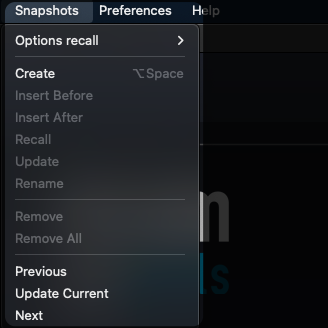 Snapshots Preferences Help
Options recall
Create ⌥Space
Insert Before
Insert After
Recall
Update
Rename
Remove
Remove All
Previous
Update Current
Next